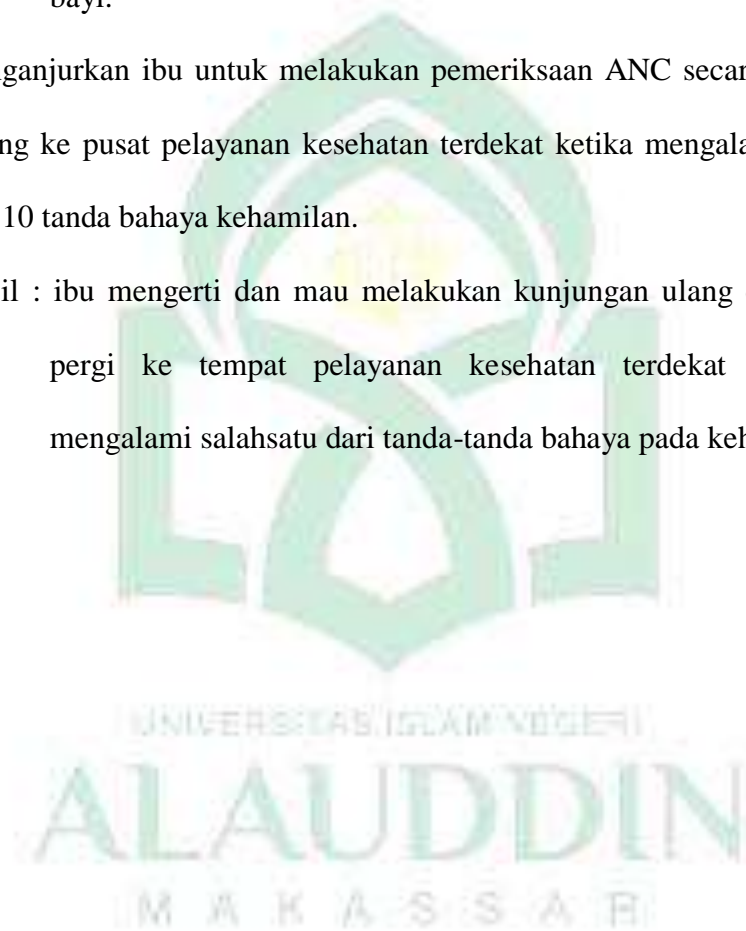 bayi.
nganjurkan ibu untuk melakukan pemeriksaan ANC secar
ng ke pusat pelayanan kesehatan terdekat ketika mengala
10 tanda bahaya kehamilan.
il : ibu mengerti dan mau melakukan kunjungan ulang
pergi ke tempat pelayanan kesehatan terdekat
mengalami salahsatu dari tanda-tanda bahaya pada keh
UNIVERSITAS ISLAM NEGERI
ALAUDDIN
MAKASSAR